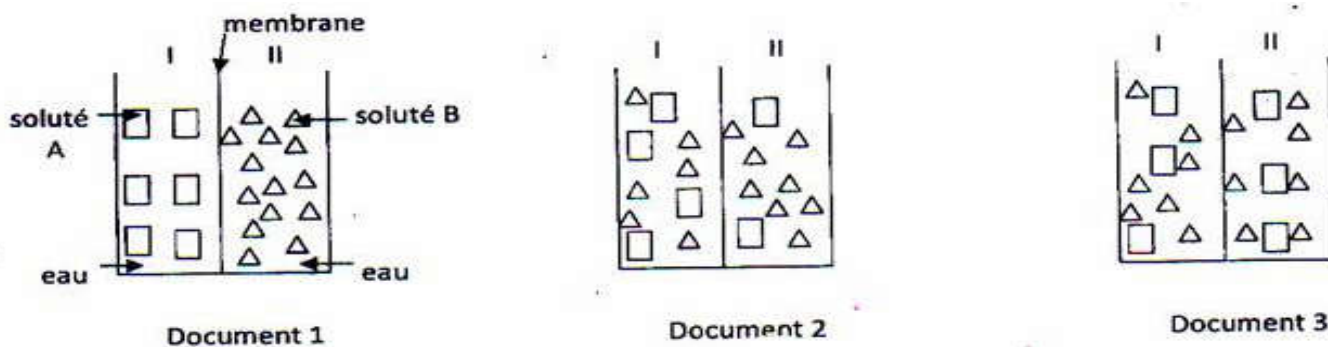 membrane
I II
soluté A
soluté B
eau
eau
Document 1
I II
Document 2
I II
Document 3